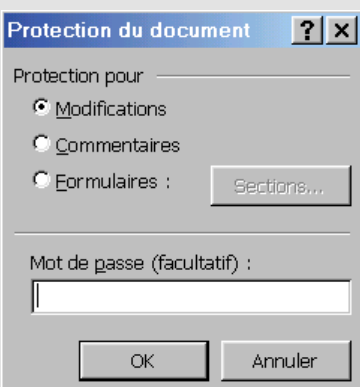 Protection du document ? ×
Protection pour
Modifications
Commentaires
Formulaires :
Sections...
Mot de passe (facultatif) :
OK
Annuler